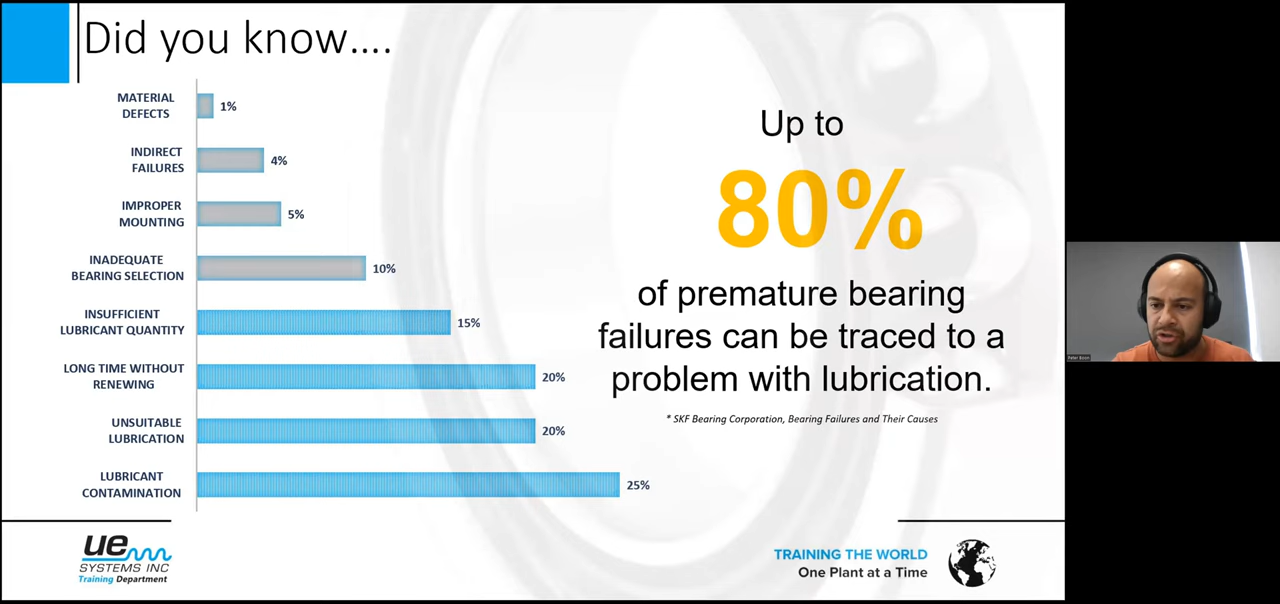 Did you know....
MATERIAL
DEFECTS
1%
INDIRECT
FAILURES
4%
IMPROPER
MOUNTING
5%
INADEQUATE
BEARING SELECTION
10%
INSUFFICIENT
LUBRICANT QUANTITY
15%
LONG TIME WITHOUT
RENEWING
20%
UNSUITABLE
LUBRICATION
20%
LUBRICANT
CONTAMINATION
25%
Up to
80%
of premature bearing
failures can be traced to a
problem with lubrication.
* SKF Bearing Corporation, Bearing Failures and Their Causes
ue
SYSTEMS INC
Training Department
TRAINING THE WORLD
One Plant at a Time
Peter